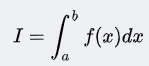 I = ∫_a^b f(x)dx